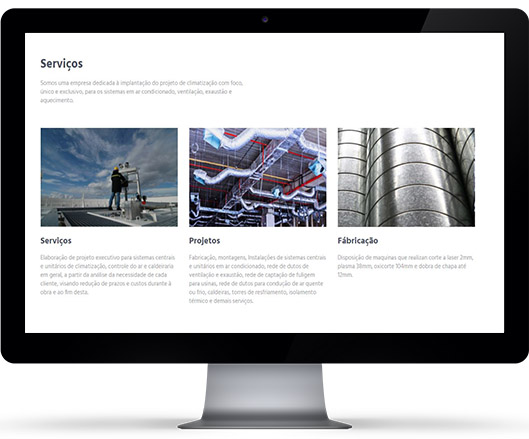 Serviços
Somos uma empresa dedicada à implantação do projeto de climatização com foco,
único e exclusivo, para os sistemas em ar condicionado, ventilação, exaustão e
aquecimento.
Serviços
Elaboração de projeto executivo para sistemas centrais
e unitários de climatização, controle do ar e caldeiraria
em geral, a partir da análise da necessidade de cada
cliente, visando redução de prazos e custos durante à
obra e ao fim desta.
Projetos
Fabricação, montagens, Instalações de sistemas centrais
e unitários em ar condicionado, rede de dutos de
ventilação e exaustão, rede de captação de fuligem
para usinas, rede de dutos para condução de ar quente
ou frio, caldeiras, torres de resfriamento, isolamento
térmico e demais serviços.
Fábricação
Disposição de maquinas que realizam corte a laser 2mm,
plasma 38mm, oxicorte 104mm e dobra de chapa até
12mm.